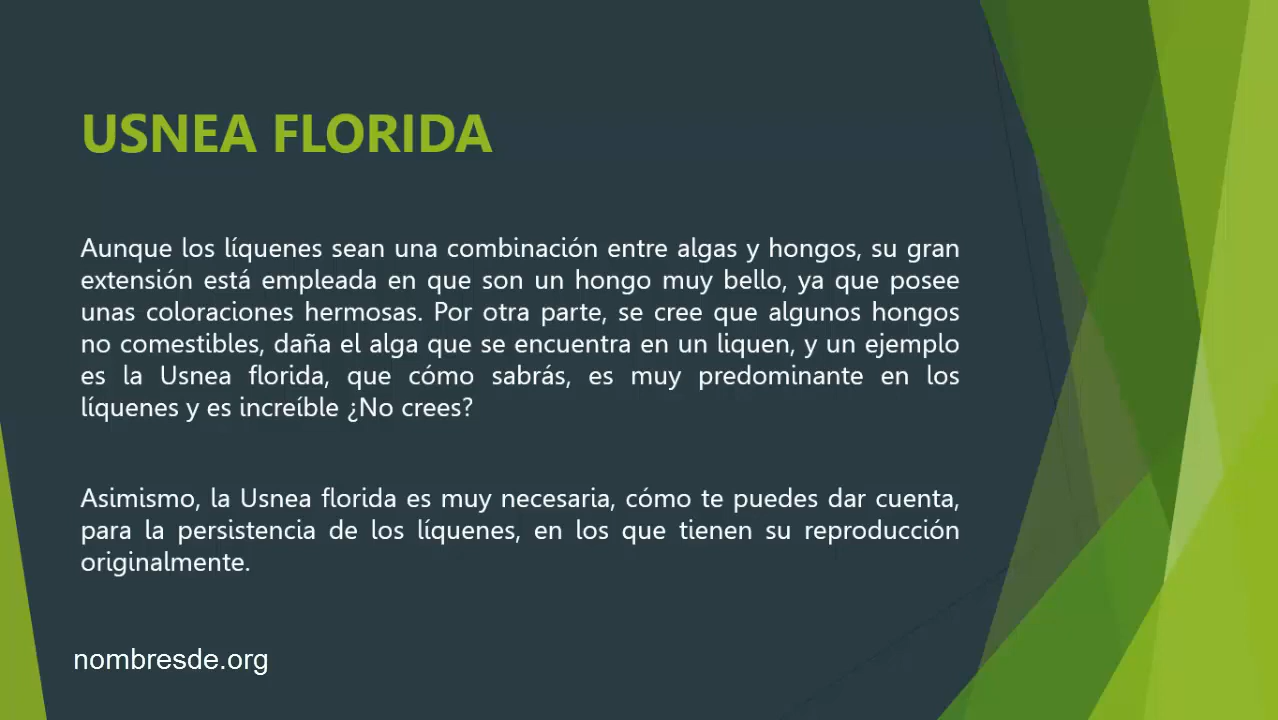 USNEA FLORIDA
Aunque los líquenes sean una combinación entre algas y hongos, su gran
extensión está empleada en que son un hongo muy bello, ya que posee
unas coloraciones hermosas. Por otra parte, se cree que algunos hongos
no comestibles, daña el alga que se encuentra en un liquen, y un ejemplo
es la Usnea florida, que cómo sabrás, es muy predominante en los
líquenes y es increíble ¿No crees?
Asimismo, la Usnea florida es muy necesaria, cómo te puedes dar cuenta,
para la persistencia de los líquenes, en los que tienen su reproducción
originalmente.
nombresde.org